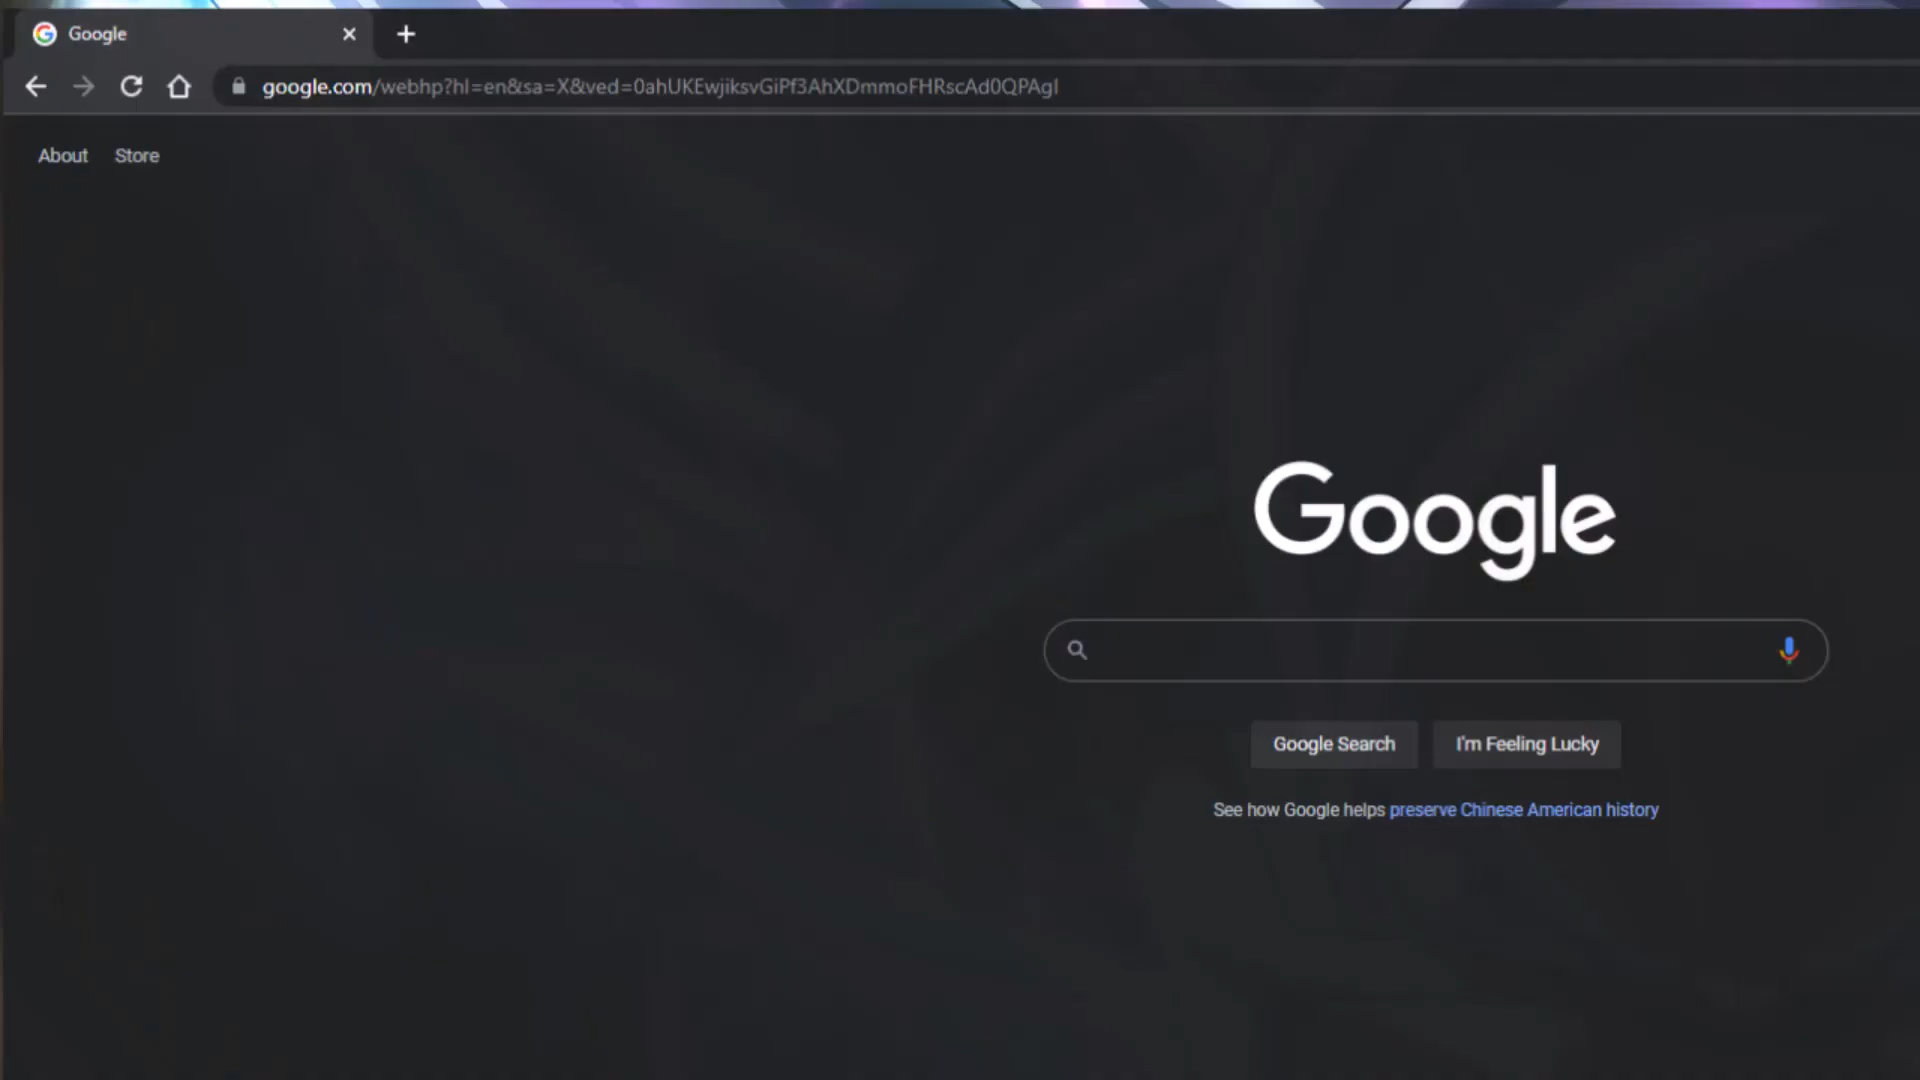 Google
google.com/webhp?hl=en&sa=X&ved=0ahUKEwjiksvGiPf3AhXDmmoFHRscAd0QPAgI
About Store
Google
Google Search I'm Feeling Lucky
See how Google helps preserve Chinese American history